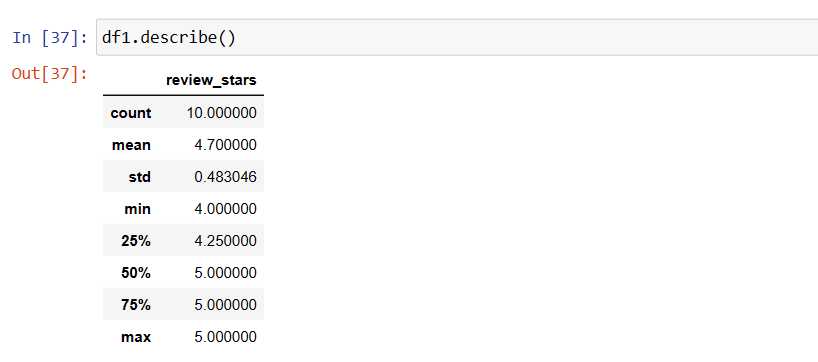 In [37]: df1.describe()
Out[37]:
review_stars
count 10.000000
mean 4.700000
std 0.483046
min 4.000000
25% 4.250000
50% 5.000000
75% 5.000000
max 5.000000